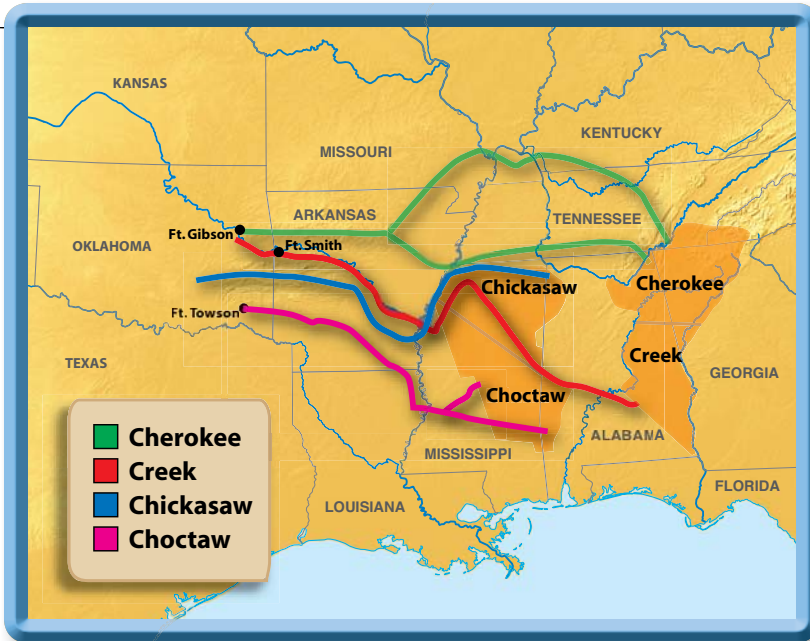 KANSAS
MISSOURI
KENTUCKY
ARKANSAS
TENNESSEE
Ft. Gibson
Ft. Smith
OKLAHOMA
Chickasaw
Cherokee
Ft. Towson
TEXAS
Creek
GEORGIA
Choctaw
ALABAMA
MISSISSIPPI
FLORIDA
LOUISIANA
Cherokee
Creek
Chickasaw
Choctaw